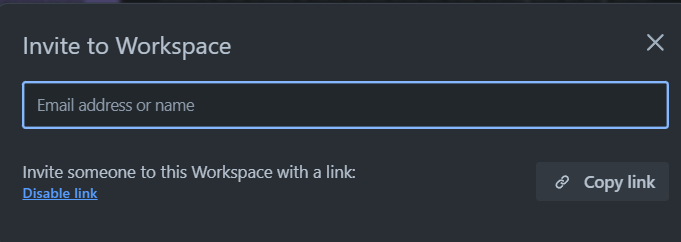 Invite to Workspace
Email address or name
Invite someone to this Workspace with a link:
Disable link
Copy link